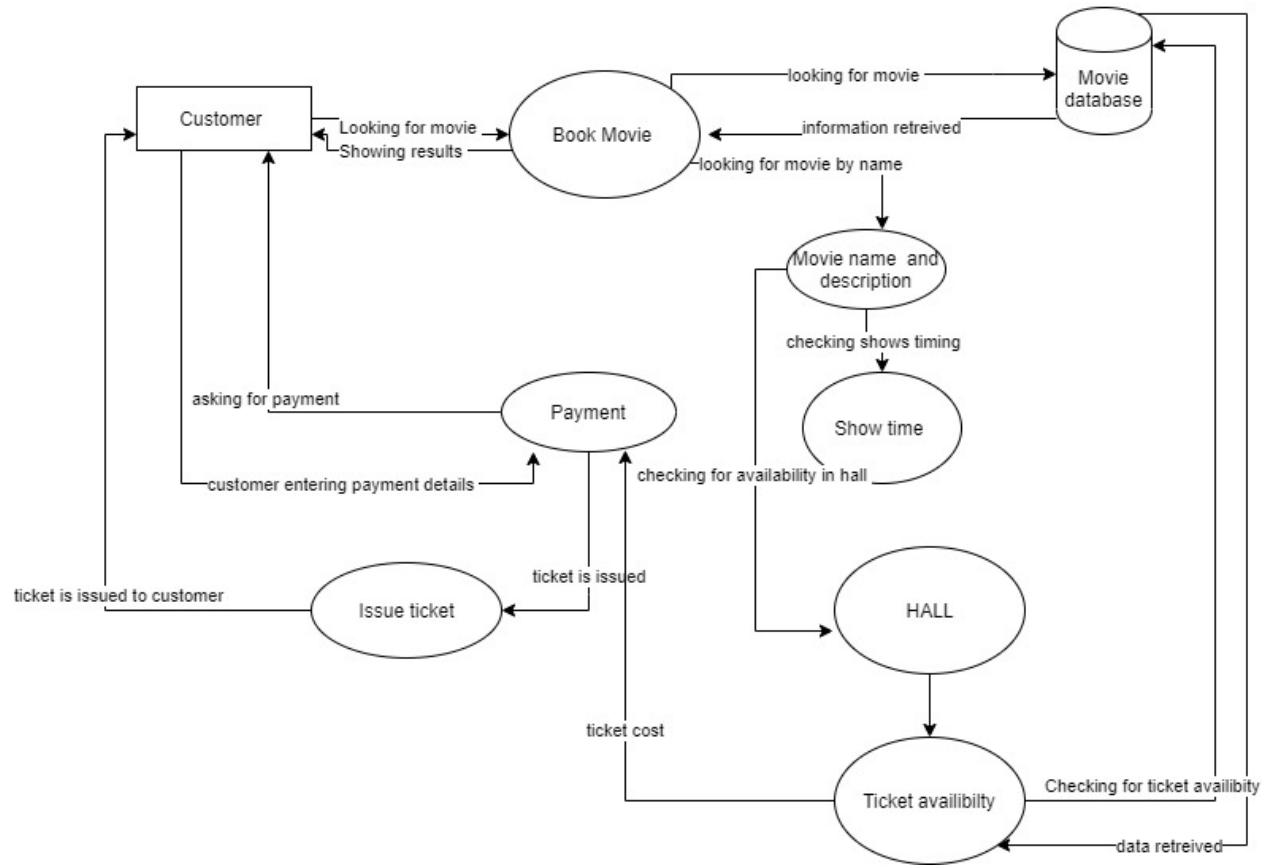 looking for movie
Movie
database
Customer
Looking for movie
Showing results
Book Movie
information retreived
looking for movie by name
Movie name and
description
checking shows timing
asking for payment
Payment
Show time
customer entering payment details
checking for availability in hall
ticket is issued
ticket is issued to customer
Issue ticket
HALL
ticket cost
Ticket availibilty
Checking for ticket availibity
data retreived